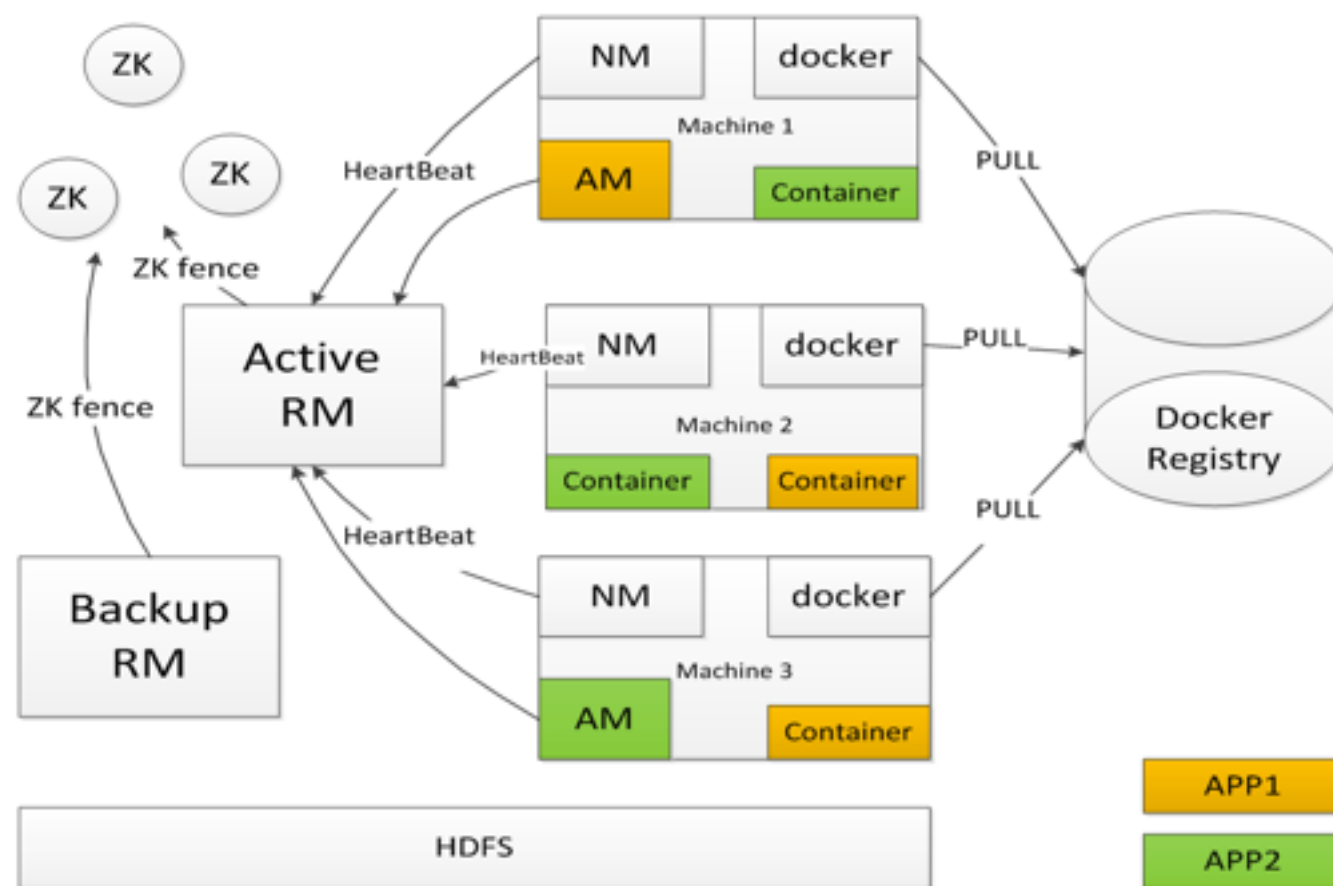 ZK
ZK
ZK
ZK fence
ZK fence
Active
RM
Backup
RM
HeartBeat
HeartBeat
HeartBeat
NM
docker
Machine 1
AM
Container
NM
docker
Machine 2
Container
Container
NM
docker
Machine 3
AM
Container
PULL
PULL
PULL
Docker
Registry
HDFS
APP1
APP2